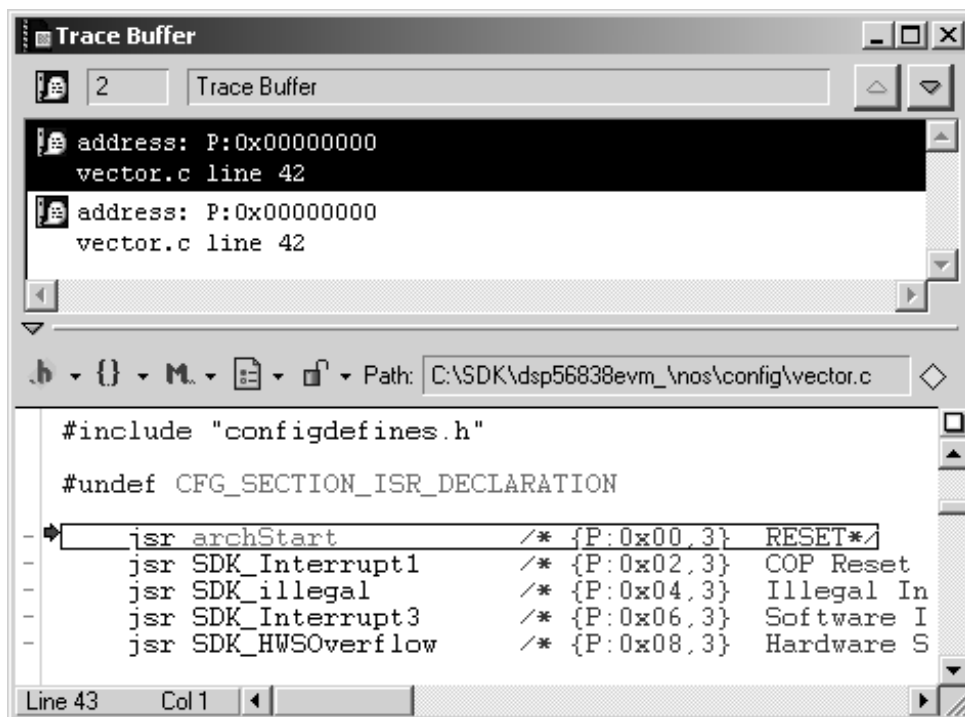 Trace Buffer
2 Trace Buffer
address: P:0x00000000
vector.c line 42
address: P:0x00000000
vector.c line 42
.h {} M. Path: C:\SDK\dsp56838evm_\nos\config\vector.c
#include "configdefines.h"
#undef CFG_SECTION_ISR_DECLARATION
jsr archStart /* {P:0x00,3} RESET*/
jsr SDK_Interrupt1 /* {P:0x02,3} COP Reset
jsr SDK_illegal /* {P:0x04,3} Illegal In
jsr SDK_Interrupt3 /* {P:0x06,3} Software I
jsr SDK_HWSOverflow /* {P:0x08,3} Hardware S
Line 43 Col 1